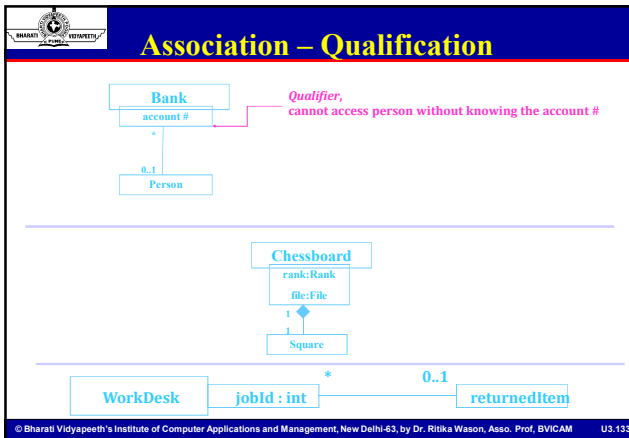 BHARATI
VIDYAPEETH
PUNE
Association – Qualification
Bank
account #
Qualifier,
cannot access person without knowing the account #
*
0..1
Person
Chessboard
rank:Rank
file:File
1
1
Square
*
0..1
WorkDesk
jobId : int
returnedItem
© Bharati Vidyapeeth's Institute of Computer Applications and Management, New Delhi-63, by Dr. Ritika Wason, Asso. Prof, BVICAM U3.133